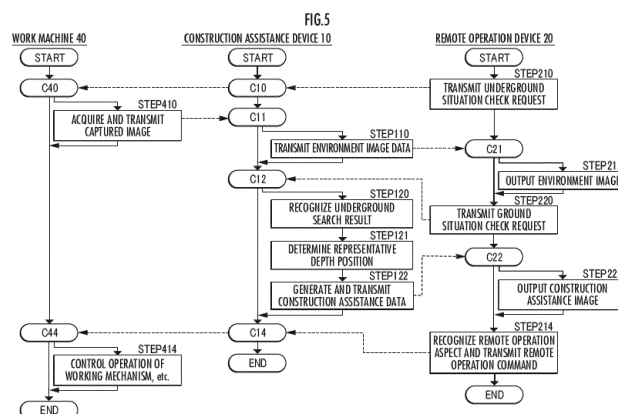 FIG.5
WORK MACHINE 40
CONSTRUCTION ASSISTANCE DEVICE 10
REMOTE OPERATION DEVICE 20
START
START
START
STEP210
C40
C10
TRANSMIT UNDERGROUND
SITUATION CHECK REQUEST
STEP410
ACQUIRE AND TRANSMIT
CAPTURED IMAGE
C11
STEP110
TRANSMIT ENVIRONMENT IMAGE DATA
C21
STEP21
OUTPUT ENVIRONMENT IMAGE
C12
STEP220
TRANSMIT GROUND
SITUATION CHECK REQUEST
STEP120
RECOGNIZE UNDERGROUND
SEARCH RESULT
STEP121
DETERMINE REPRESENTATIVE
DEPTH POSITION
C22
STEP122
GENERATE AND TRANSMIT
CONSTRUCTION ASSISTANCE DATA
STEP22
OUTPUT CONSTRUCTION
ASSISTANCE IMAGE
STEP214
C44
C14
RECOGNIZE REMOTE OPERATION
ASPECT AND TRANSMIT REMOTE
OPERATION COMMAND
STEP414
CONTROL OPERATION OF
WORKING MECHANISM, etc.
END
END
END